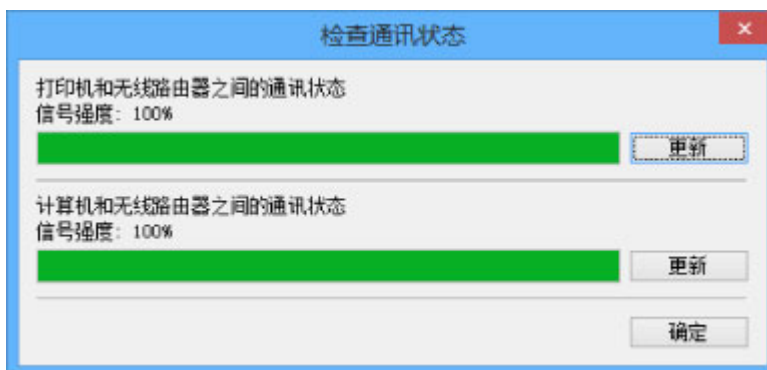 检查通讯状态
打印机和无线路由器之间的通讯状态
信号强度: 100%
更新
计算机和无线路由器之间的通讯状态
信号强度: 100%
更新
确定